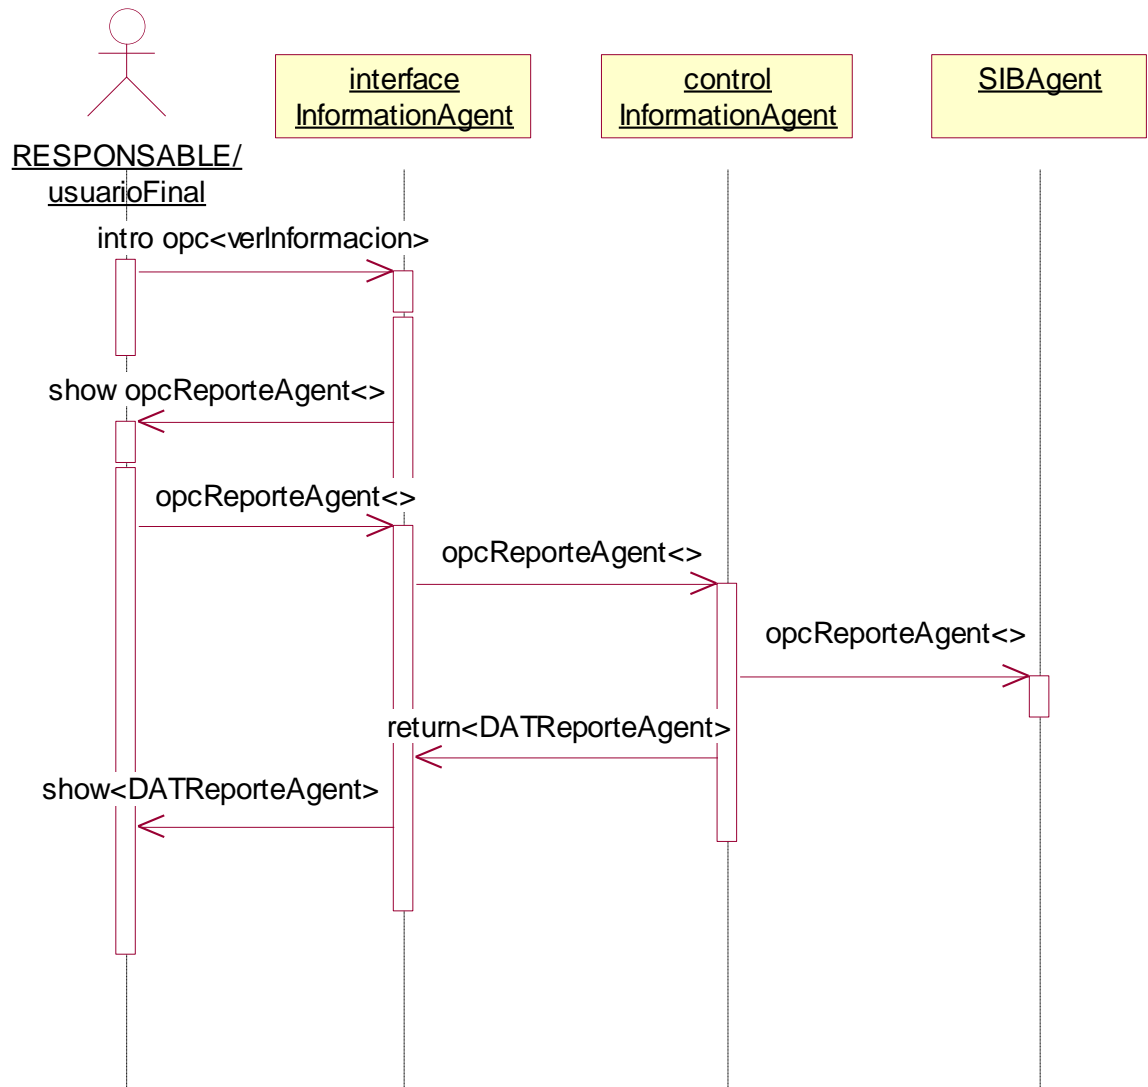 interface
InformationAgent
control
InformationAgent
SIBAgent
RESPONSABLE/
usuarioFinal
intro opc<verInformacion>
show opcReporteAgent<>
opcReporteAgent<>
opcReporteAgent<>
opcReporteAgent<>
return<DATReporteAgent>
show<DATReporteAgent>